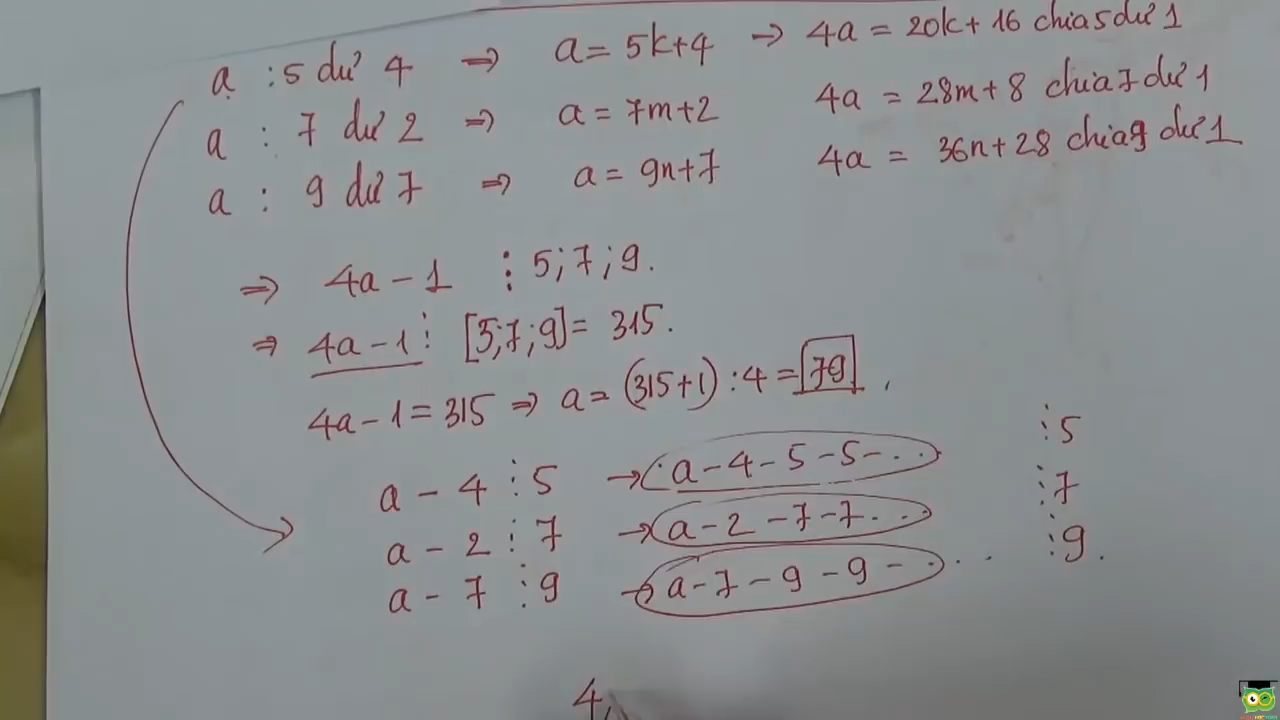 a : 5 dư 4 => a = 5k+4 -> 4a = 20k + 16 chia 5 dư 1
a : 7 dư 2 => a = 7m+2 4a = 28m + 8 chia 7 dư 1
a : 9 dư 7 => a = 9n+7 4a = 36n + 28 chia 9 dư 1
=> 4a - 1 ⋮ 5; 7; 9.
=> 4a - 1 ⋮ [5; 7; 9] = 315.
4a - 1 = 315 => a = (315+1) : 4 = 79,
a - 4 ⋮ 5 -> a - 4 - 5 - 5 - ... ⋮ 5
a - 2 ⋮ 7 -> a - 2 - 7 - 7 ... ⋮ 7
a - 7 ⋮ 9 -> a - 7 - 9 - 9 - ... ⋮ 9.
4,